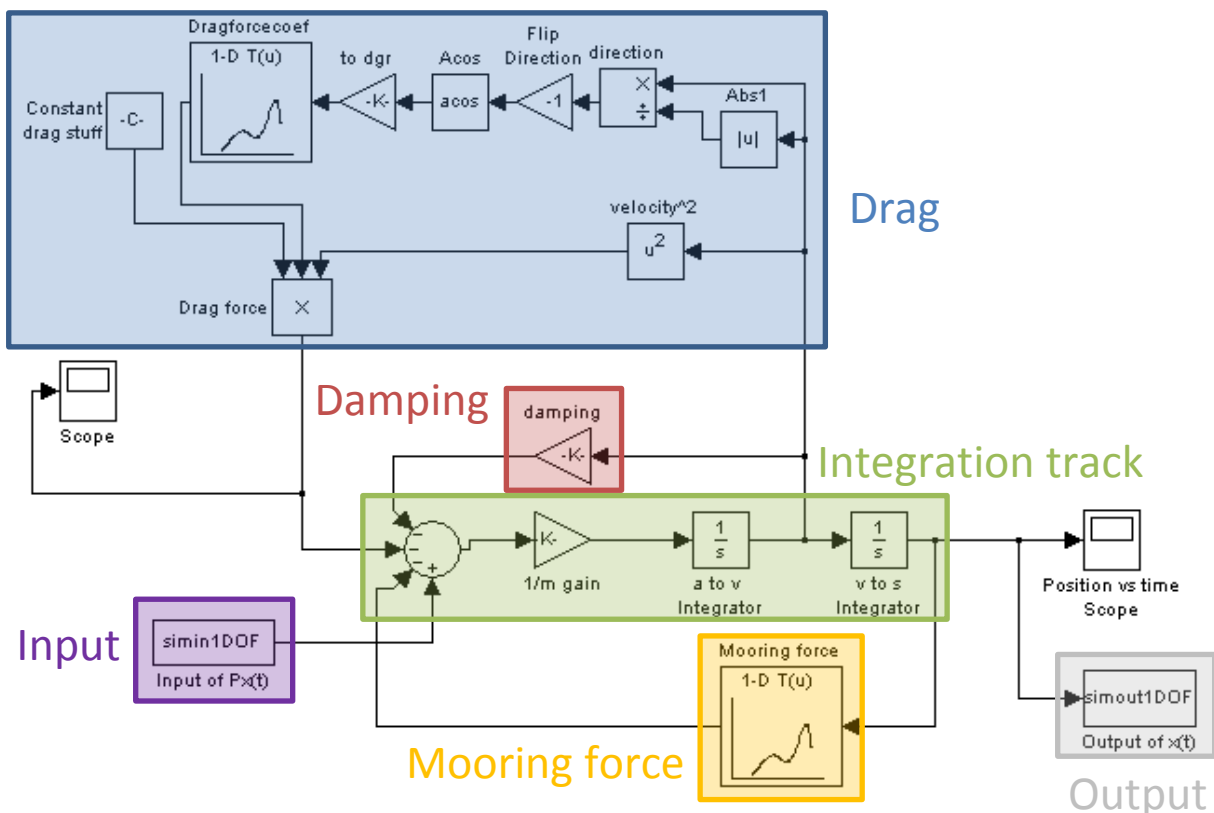 Dragforcecoef
1-D T(u)
to dgr
-K-
Acos
acos
Flip
Direction
-1
direction
×
÷
Abs1
|u|
Constant
drag stuff
-C-
velocity^2
u²
Drag
Drag force
×
Scope
Damping
damping
-K-
Integration track
−
−
−
+
K-
1/m gain
1
s
a to v
Integrator
1
s
v to s
Integrator
Position vs time
Scope
Input
simin1DOF
Input of Px(t)
Mooring force
1-D T(u)
Mooring force
simout1DOF
Output of x(t)
Output